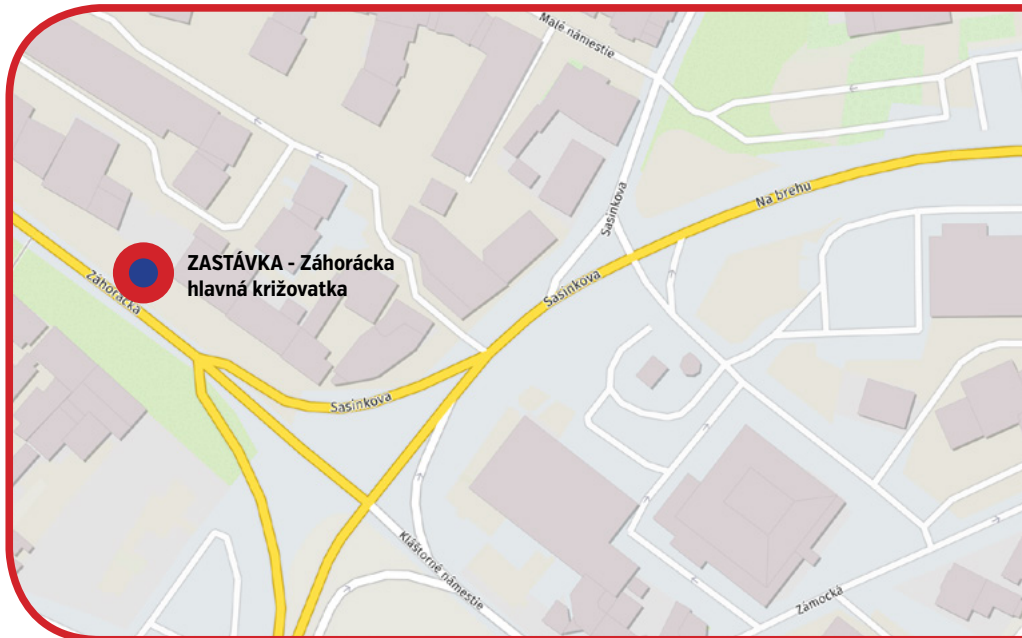 Malé námestie
Sasinkova
Na brehu
ZASTÁVKA - Záhorácka
hlavná križovatka
Záhorácka
Sasinkova
Sasinkova
Kláštorné námestie
Zámocká